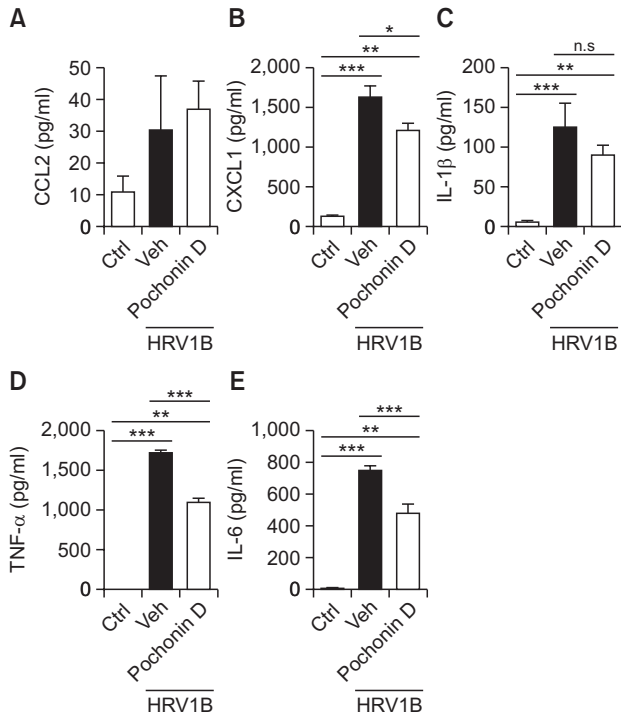 A
CCL2 (pg/ml)
50
40
30
20
10
0
Ctrl
Veh
Pochonin D
HRV1B
B
*
**
***
CXCL1 (pg/ml)
2,000
1,500
1,000
500
0
Ctrl
Veh
Pochonin D
HRV1B
C
n.s
**
***
IL-1β (pg/ml)
200
150
100
50
0
Ctrl
Veh
Pochonin D
HRV1B
D
***
**
***
TNF-α (pg/ml)
2,000
1,500
1,000
500
0
Ctrl
Veh
Pochonin D
HRV1B
E
***
**
***
IL-6 (pg/ml)
1,000
800
600
400
200
0
Ctrl
Veh
Pochonin D
HRV1B